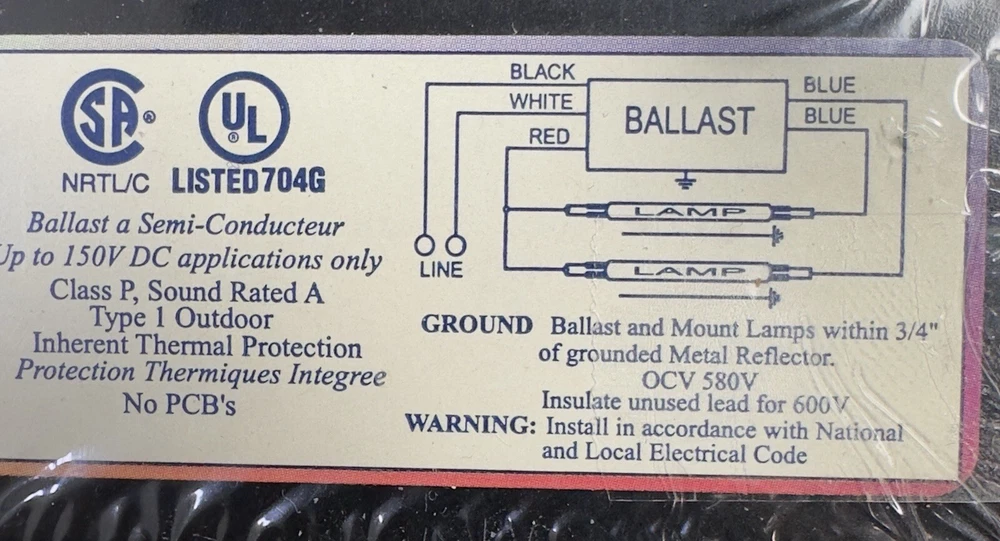 SA ®
NRTL/C
UL ®
LISTED 704G
Ballast a Semi-Conducteur
Up to 150V DC applications only
Class P, Sound Rated A
Type 1 Outdoor
Inherent Thermal Protection
Protection Thermiques Integree
No PCB's
BLACK
WHITE
RED
BALLAST
BLUE
BLUE
LAMP
LAMP
LINE
GROUND Ballast and Mount Lamps within 3/4"
of grounded Metal Reflector.
OCV 580V
Insulate unused lead for 600V
WARNING: Install in accordance with National
and Local Electrical Code